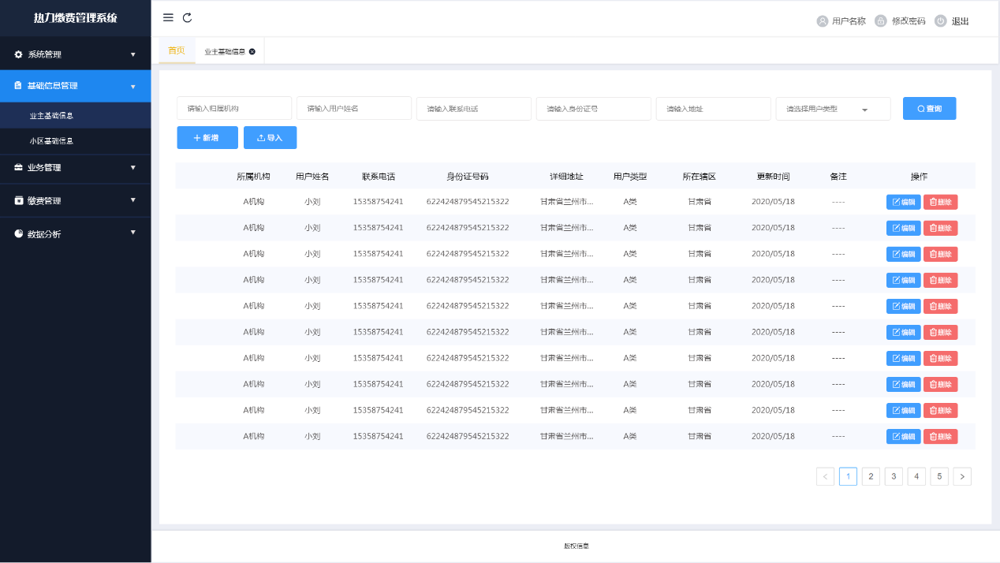 热力缴费管理系统
用户名称 修改密码 退出
系统管理
基础信息管理
业主基础信息
小区基础信息
业务管理
缴费管理
数据分析
首页 业主基础信息
请输入归属机构 请输入用户姓名 请输入联系电话 请输入身份证号 请输入地址 请选择用户类型 查询
新增 导入
所属机构 用户姓名 联系电话 身份证号码 详细地址 用户类型 所在辖区 更新时间 备注 操作
A机构 小刘 15358754241 622424879545215322 甘肃省兰州市... A类 甘肃省 2020/05/18 ---- 编辑 删除
A机构 小刘 15358754241 622424879545215322 甘肃省兰州市... A类 甘肃省 2020/05/18 ---- 编辑 删除
A机构 小刘 15358754241 622424879545215322 甘肃省兰州市... A类 甘肃省 2020/05/18 ---- 编辑 删除
A机构 小刘 15358754241 622424879545215322 甘肃省兰州市... A类 甘肃省 2020/05/18 ---- 编辑 删除
A机构 小刘 15358754241 622424879545215322 甘肃省兰州市... A类 甘肃省 2020/05/18 ---- 编辑 删除
A机构 小刘 15358754241 622424879545215322 甘肃省兰州市... A类 甘肃省 2020/05/18 ---- 编辑 删除
A机构 小刘 15358754241 622424879545215322 甘肃省兰州市... A类 甘肃省 2020/05/18 ---- 编辑 删除
A机构 小刘 15358754241 622424879545215322 甘肃省兰州市... A类 甘肃省 2020/05/18 ---- 编辑 删除
A机构 小刘 15358754241 622424879545215322 甘肃省兰州市... A类 甘肃省 2020/05/18 ---- 编辑 删除
A机构 小刘 15358754241 622424879545215322 甘肃省兰州市... A类 甘肃省 2020/05/18 ---- 编辑 删除
< 1 2 3 4 5 >
版权信息